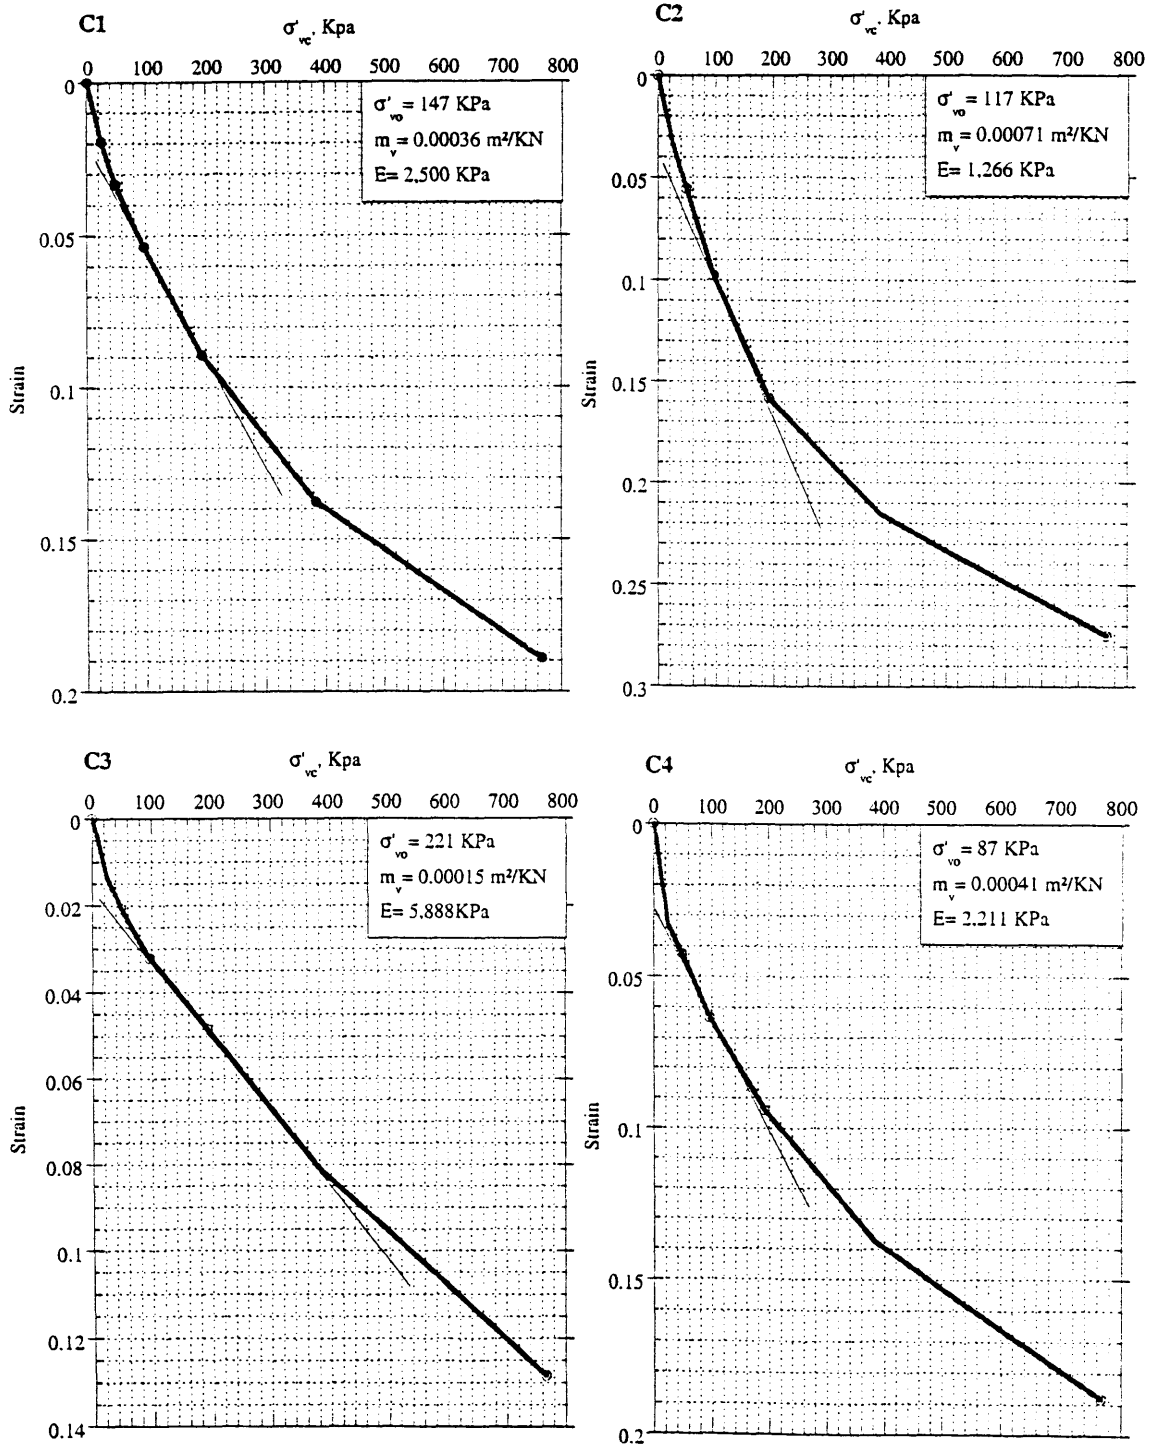 C1
σ'vc, Kpa
0 100 200 300 400 500 600 700 800
0
0.05
0.1
0.15
0.2
Strain
σ'vo = 147 KPa
mv = 0.00036 m²/KN
E= 2,500 KPa
C2
σ'vc, Kpa
0 100 200 300 400 500 600 700 800
0
0.05
0.1
0.15
0.2
0.25
0.3
Strain
σ'vo = 117 KPa
mv = 0.00071 m²/KN
E= 1,266 KPa
C3
σ'vc, Kpa
0 100 200 300 400 500 600 700 800
0
0.02
0.04
0.06
0.08
0.1
0.12
0.14
Strain
σ'vo = 221 KPa
mv = 0.00015 m²/KN
E= 5,888KPa
C4
σ'vc, Kpa
0 100 200 300 400 500 600 700 800
0
0.05
0.1
0.15
0.2
Strain
σ'vo = 87 KPa
mv = 0.00041 m²/KN
E= 2,211 KPa